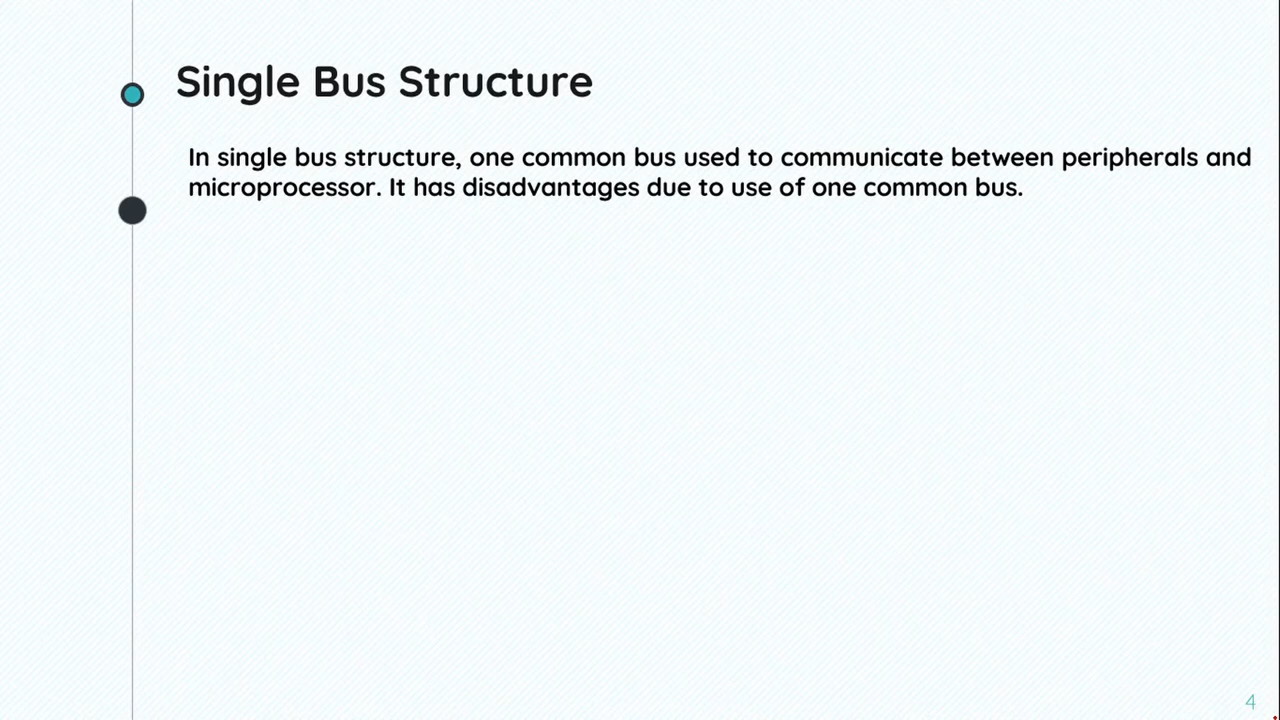 Single Bus Structure
In single bus structure, one common bus used to communicate between peripherals and
microprocessor. It has disadvantages due to use of one common bus.
4